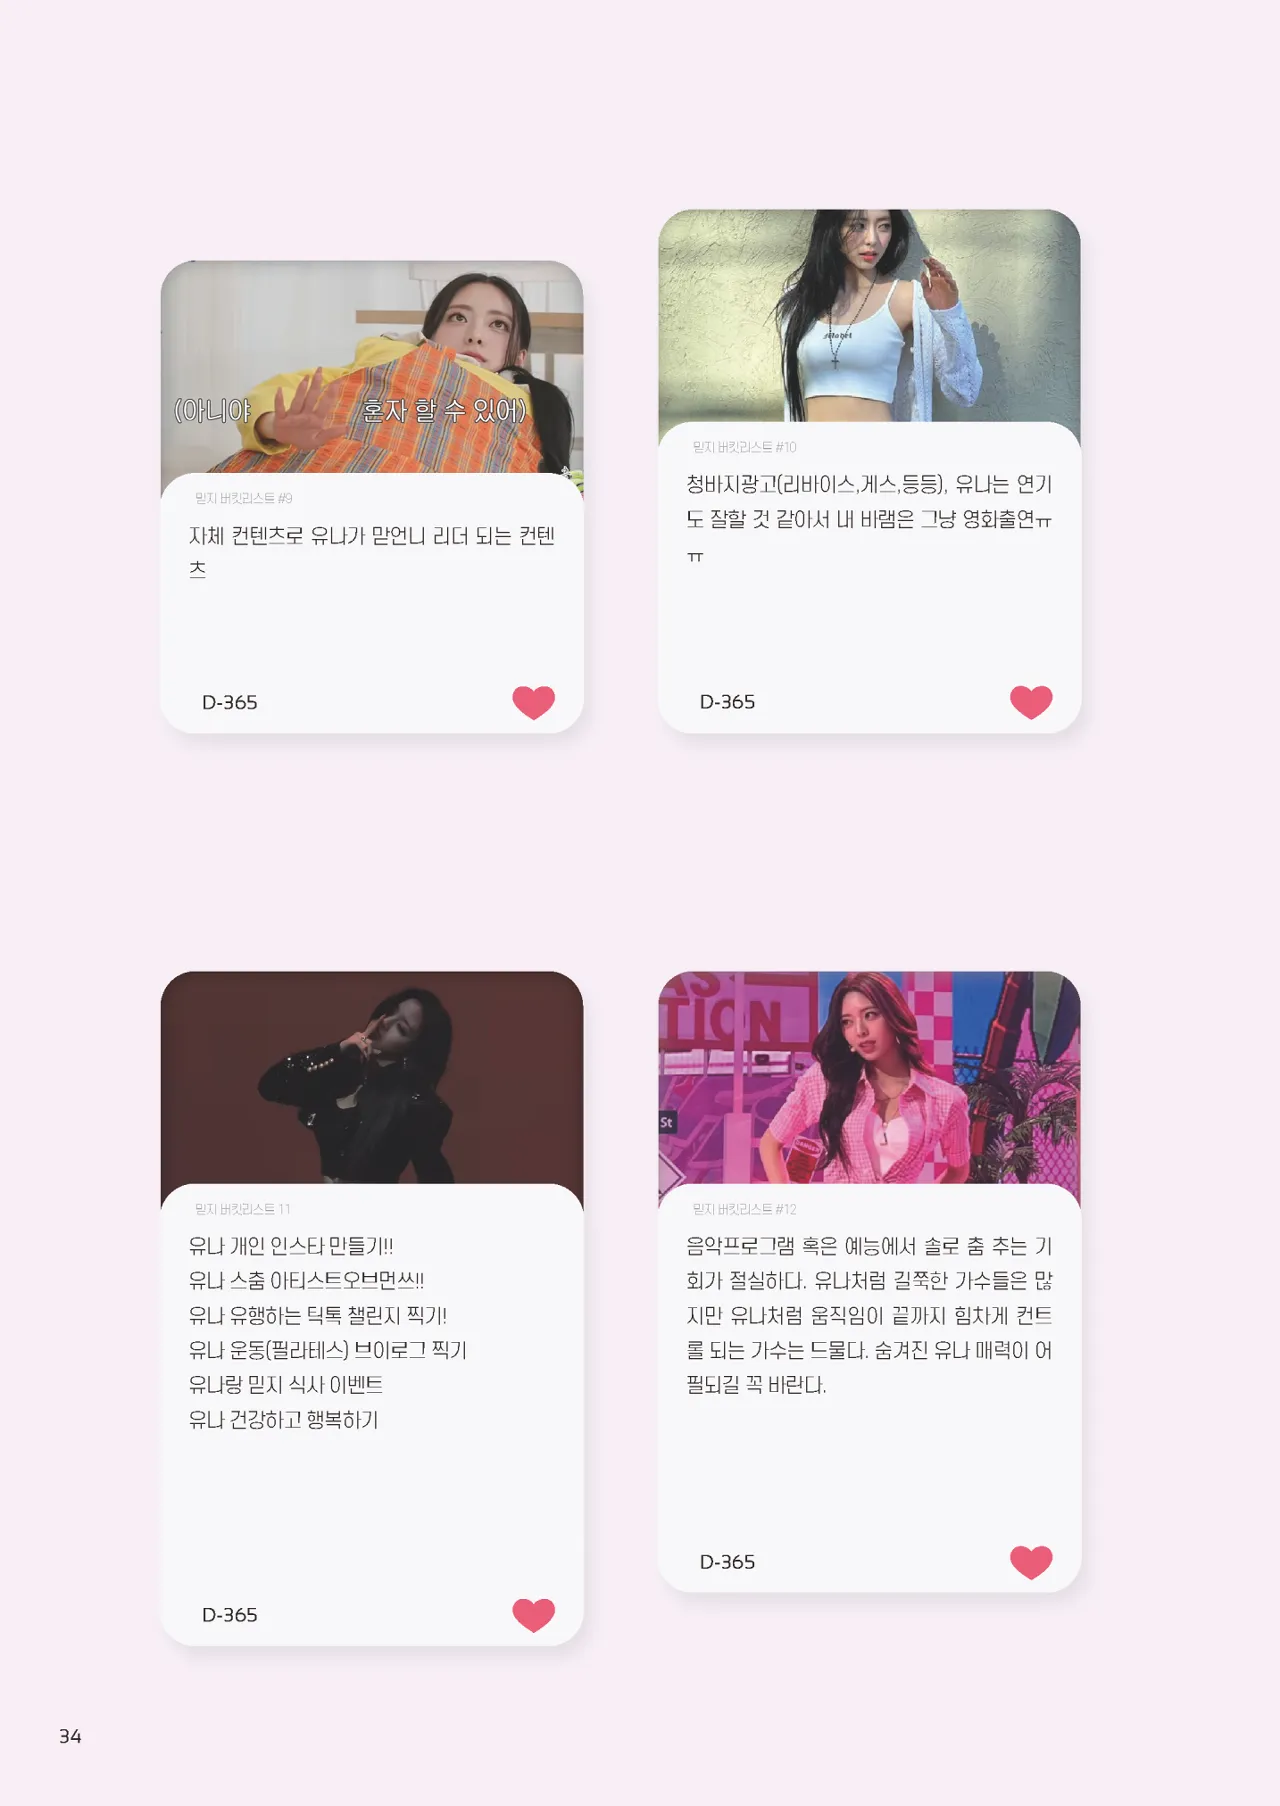 (아니야 혼자 할 수 있어)
믿지 버킷리스트 #9
자체 컨텐츠로 유나가 맏언니 리더 되는 컨텐
츠
D-365
믿지 버킷리스트 #10
청바지광고(리바이스,게스,등등), 유나는 연기
도 잘할 것 같아서 내 바램은 그냥 영화출연ㅠ
ㅠ
D-365
믿지 버킷리스트 11
유나 개인 인스타 만들기!!
유나 스춤 아티스트오브먼쓰!!
유나 유행하는 틱톡 챌린지 찍기!
유나 운동(필라테스) 브이로그 찍기
유나랑 믿지 식사 이벤트
유나 건강하고 행복하기
D-365
TION
St
믿지 버킷리스트 #12
음악프로그램 혹은 예능에서 솔로 춤 추는 기
회가 절실하다. 유나처럼 길쭉한 가수들은 많
지만 유나처럼 움직임이 끝까지 힘차게 컨트
롤 되는 가수는 드물다. 숨겨진 유나 매력이 어
필되길 꼭 바란다.
D-365
34